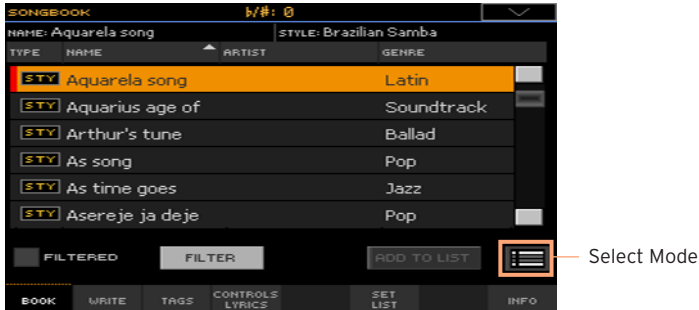 SONGBOOK b/#: 0
NAME: Aquarela song STYLE: Brazilian Samba
TYPE NAME ARTIST GENRE
STY Aquarela song Latin
STY Aquarius age of Soundtrack
STY Arthur's tune Ballad
STY As song Pop
STY As time goes Jazz
STY Asereje ja deje Pop
FILTERED FILTER ADD TO LIST Select Mode
BOOK WRITE TAGS CONTROLS LYRICS SET LIST INFO